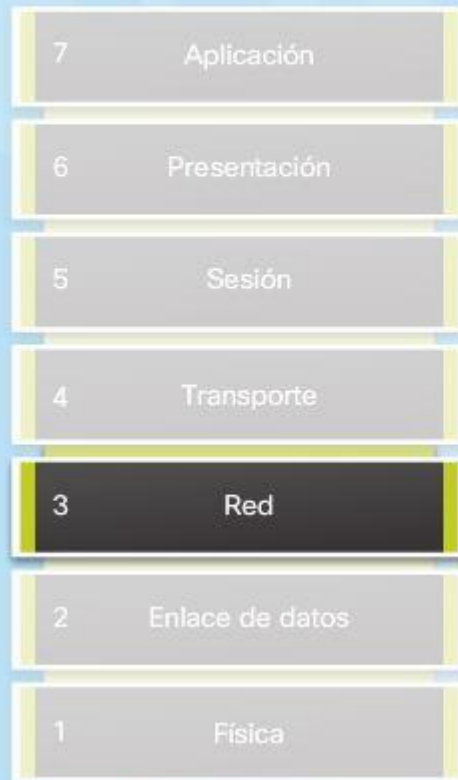 7 Aplicación
6 Presentación
5 Sesión
4 Transporte
3 Red
2 Enlace de datos
1 Física